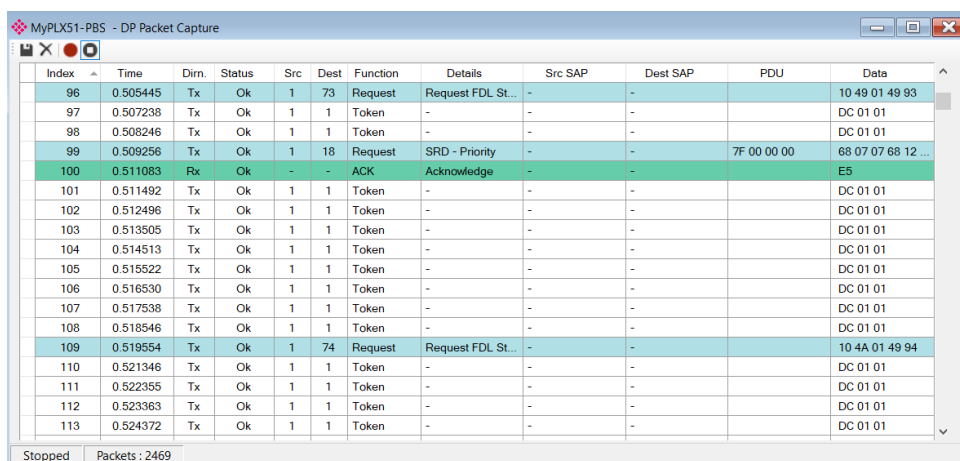 MyPLX51-PBS - DP Packet Capture
Index Time Dirn. Status Src Dest Function Details Src SAP Dest SAP PDU Data
96 0.505445 Tx Ok 1 73 Request Request FDL St... - - 10 49 01 49 93
97 0.507238 Tx Ok 1 1 Token - - - DC 01 01
98 0.508246 Tx Ok 1 1 Token - - - DC 01 01
99 0.509256 Tx Ok 1 18 Request SRD - Priority - - 7F 00 00 00 68 07 07 68 12 ...
100 0.511083 Rx Ok - - ACK Acknowledge - - E5
101 0.511492 Tx Ok 1 1 Token - - - DC 01 01
102 0.512496 Tx Ok 1 1 Token - - - DC 01 01
103 0.513505 Tx Ok 1 1 Token - - - DC 01 01
104 0.514513 Tx Ok 1 1 Token - - - DC 01 01
105 0.515522 Tx Ok 1 1 Token - - - DC 01 01
106 0.516530 Tx Ok 1 1 Token - - - DC 01 01
107 0.517538 Tx Ok 1 1 Token - - - DC 01 01
108 0.518546 Tx Ok 1 1 Token - - - DC 01 01
109 0.519554 Tx Ok 1 74 Request Request FDL St... - - 10 4A 01 49 94
110 0.521346 Tx Ok 1 1 Token - - - DC 01 01
111 0.522355 Tx Ok 1 1 Token - - - DC 01 01
112 0.523363 Tx Ok 1 1 Token - - - DC 01 01
113 0.524372 Tx Ok 1 1 Token - - - DC 01 01
Stopped Packets : 2469